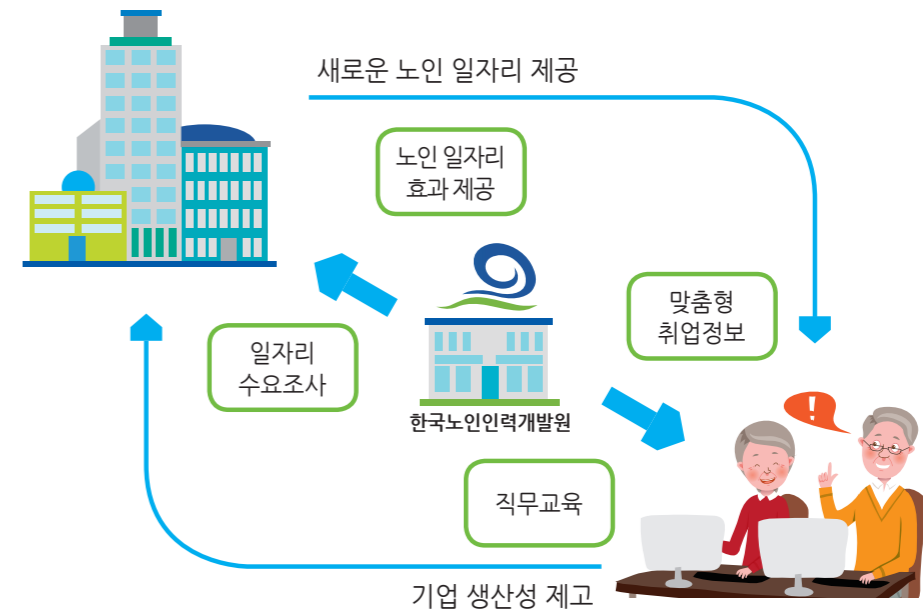 새로운 노인 일자리 제공
노인 일자리
효과 제공
맞춤형
취업정보
일자리
수요조사
한국노인인력개발원
!
직무교육
기업 생산성 제고